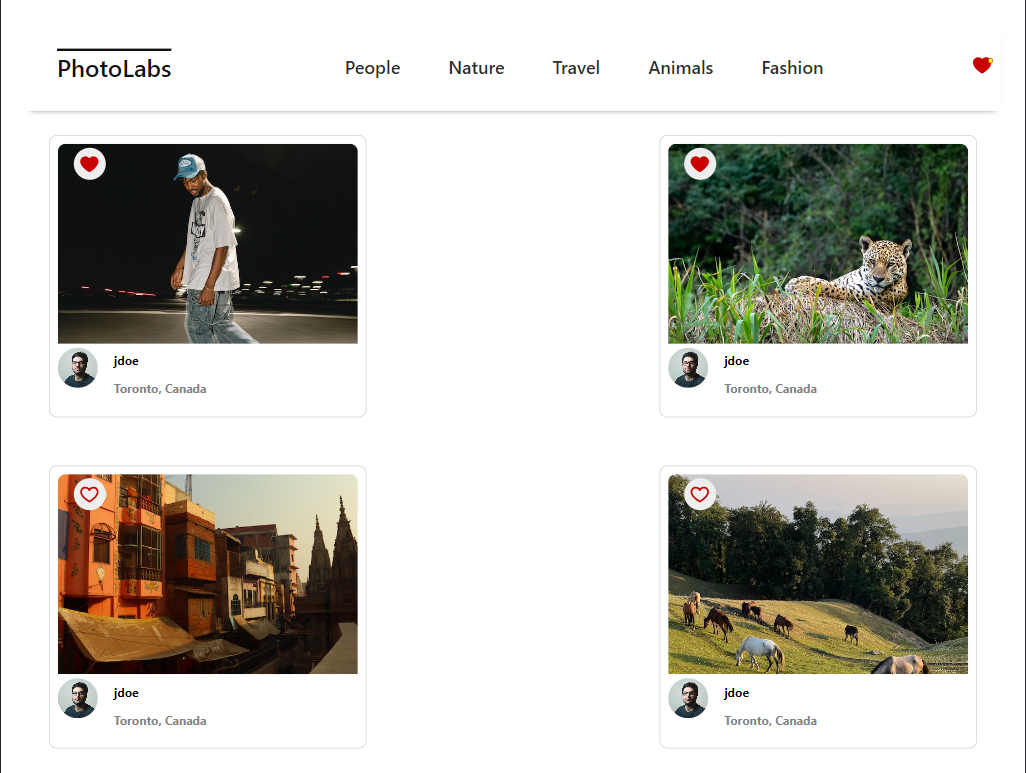 PhotoLabs
People
Nature
Travel
Animals
Fashion
jdoe
Toronto, Canada
jdoe
Toronto, Canada
jdoe
Toronto, Canada
jdoe
Toronto, Canada